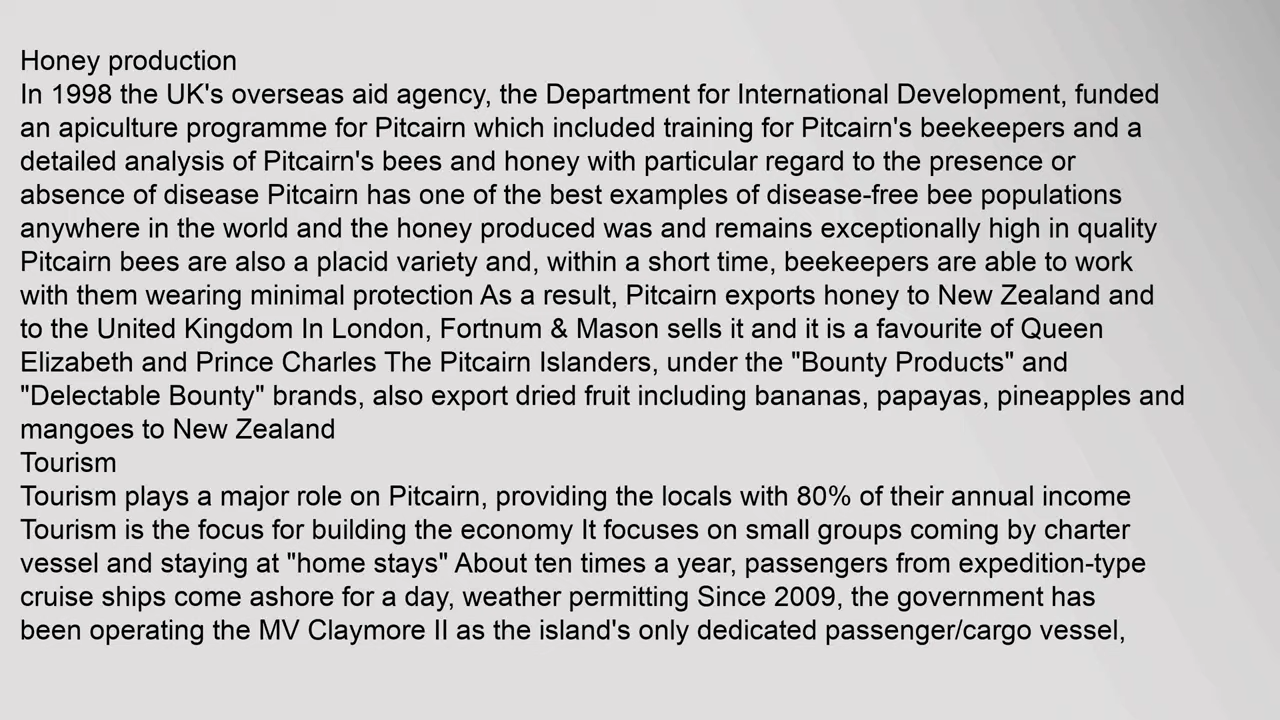 Honey production
In 1998 the UK's overseas aid agency, the Department for International Development, funded
an apiculture programme for Pitcairn which included training for Pitcairn's beekeepers and a
detailed analysis of Pitcairn's bees and honey with particular regard to the presence or
absence of disease Pitcairn has one of the best examples of disease-free bee populations
anywhere in the world and the honey produced was and remains exceptionally high in quality
Pitcairn bees are also a placid variety and, within a short time, beekeepers are able to work
with them wearing minimal protection As a result, Pitcairn exports honey to New Zealand and
to the United Kingdom In London, Fortnum & Mason sells it and it is a favourite of Queen
Elizabeth and Prince Charles The Pitcairn Islanders, under the "Bounty Products" and
"Delectable Bounty" brands, also export dried fruit including bananas, papayas, pineapples and
mangoes to New Zealand
Tourism
Tourism plays a major role on Pitcairn, providing the locals with 80% of their annual income
Tourism is the focus for building the economy It focuses on small groups coming by charter
vessel and staying at "home stays" About ten times a year, passengers from expedition-type
cruise ships come ashore for a day, weather permitting Since 2009, the government has
been operating the MV Claymore II as the island's only dedicated passenger/cargo vessel,